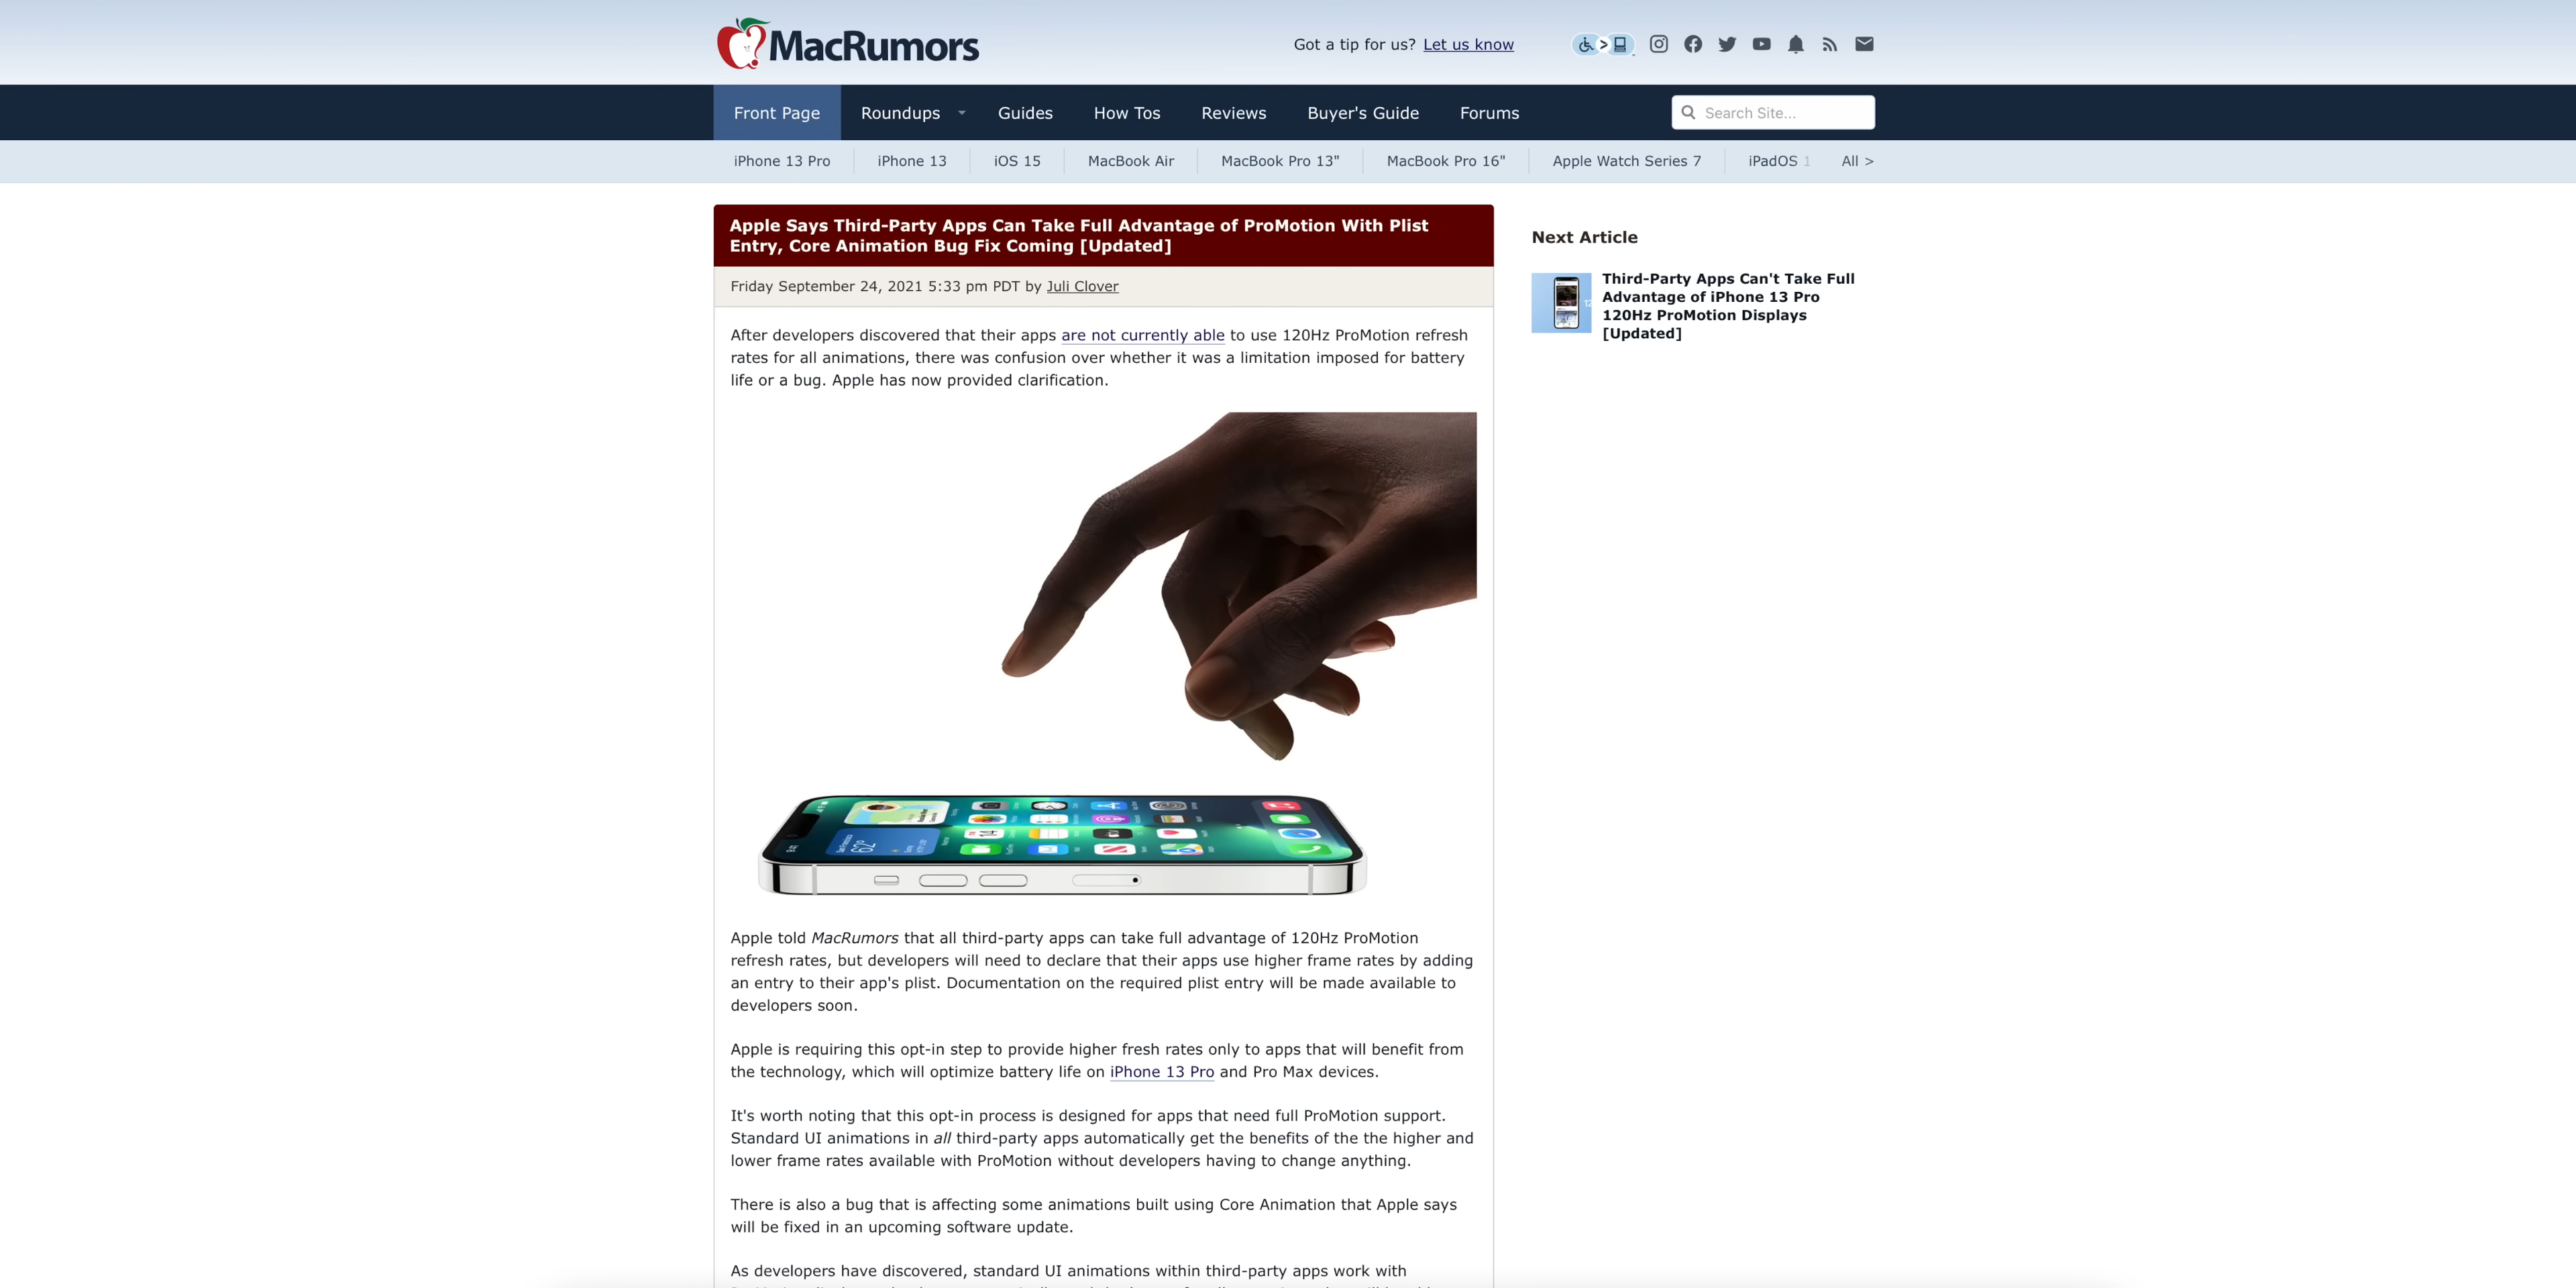 MacRumors
Got a tip for us? Let us know
Front Page Roundups Guides How Tos Reviews Buyer's Guide Forums Search Site...
iPhone 13 Pro iPhone 13 iOS 15 MacBook Air MacBook Pro 13" MacBook Pro 16" Apple Watch Series 7 iPadOS 1 All >
Apple Says Third-Party Apps Can Take Full Advantage of ProMotion With Plist
Entry, Core Animation Bug Fix Coming [Updated]
Friday September 24, 2021 5:33 pm PDT by Juli Clover
After developers discovered that their apps are not currently able to use 120Hz ProMotion refresh
rates for all animations, there was confusion over whether it was a limitation imposed for battery
life or a bug. Apple has now provided clarification.
62°
Apple told MacRumors that all third-party apps can take full advantage of 120Hz ProMotion
refresh rates, but developers will need to declare that their apps use higher frame rates by adding
an entry to their app's plist. Documentation on the required plist entry will be made available to
developers soon.
Apple is requiring this opt-in step to provide higher fresh rates only to apps that will benefit from
the technology, which will optimize battery life on iPhone 13 Pro and Pro Max devices.
It's worth noting that this opt-in process is designed for apps that need full ProMotion support.
Standard UI animations in all third-party apps automatically get the benefits of the the higher and
lower frame rates available with ProMotion without developers having to change anything.
There is also a bug that is affecting some animations built using Core Animation that Apple says
will be fixed in an upcoming software update.
As developers have discovered, standard UI animations within third-party apps work with
Next Article
Third-Party Apps Can't Take Full
Advantage of iPhone 13 Pro
120Hz ProMotion Displays
[Updated]